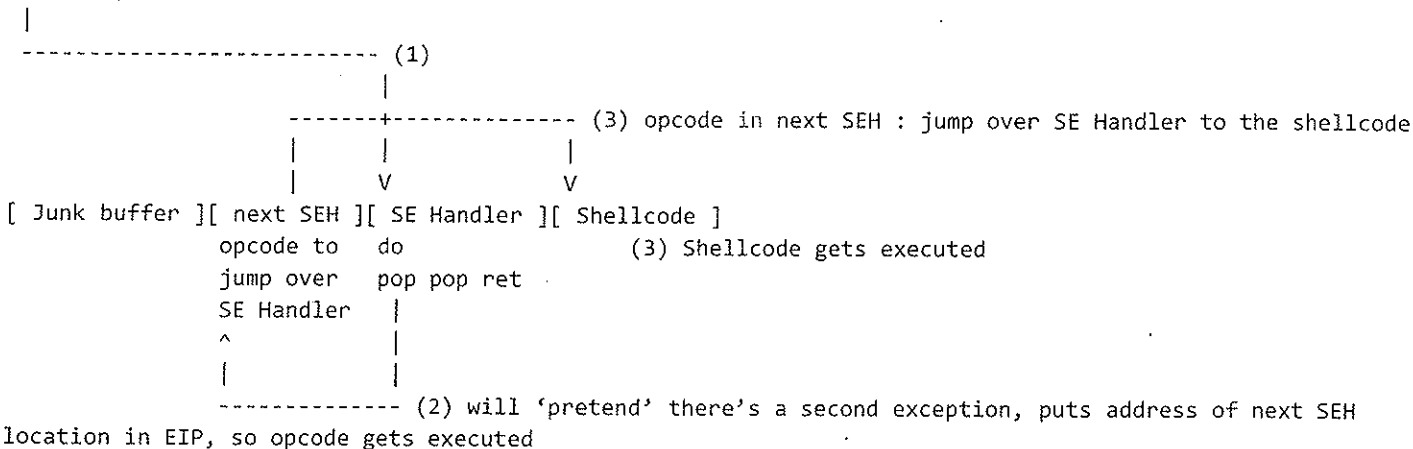 (1)
(3) opcode in next SEH : jump over SE Handler to the shellcode
[ Junk buffer ][ next SEH ][ SE Handler ][ Shellcode ]
opcode to do (3) Shellcode gets executed
jump over pop pop ret
SE Handler
(2) will ‘pretend’ there’s a second exception, puts address of next SEH
location in EIP, so opcode gets executed